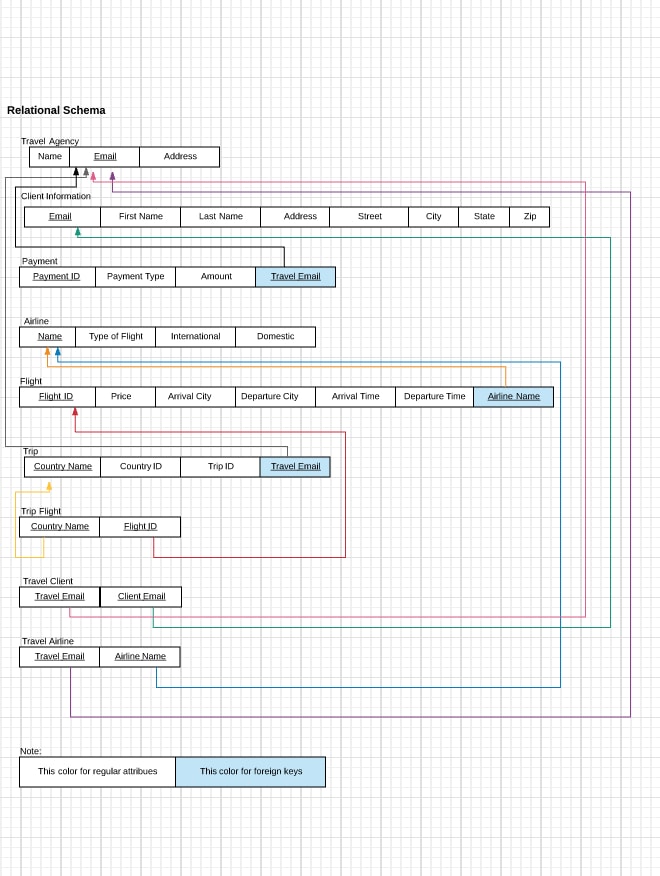 Relational Schema
Travel Agency
Name Email Address
Client Information
Email First Name Last Name Address Street City State Zip
Payment
Payment ID Payment Type Amount Travel Email
Airline
Name Type of Flight International Domestic
Flight
Flight ID Price Arrival City Departure City Arrival Time Departure Time Airline Name
Trip
Country Name Country ID Trip ID Travel Email
Trip Flight
Country Name Flight ID
Travel Client
Travel Email Client Email
Travel Airline
Travel Email Airline Name
Note:
This color for regular attribues This color for foreign keys